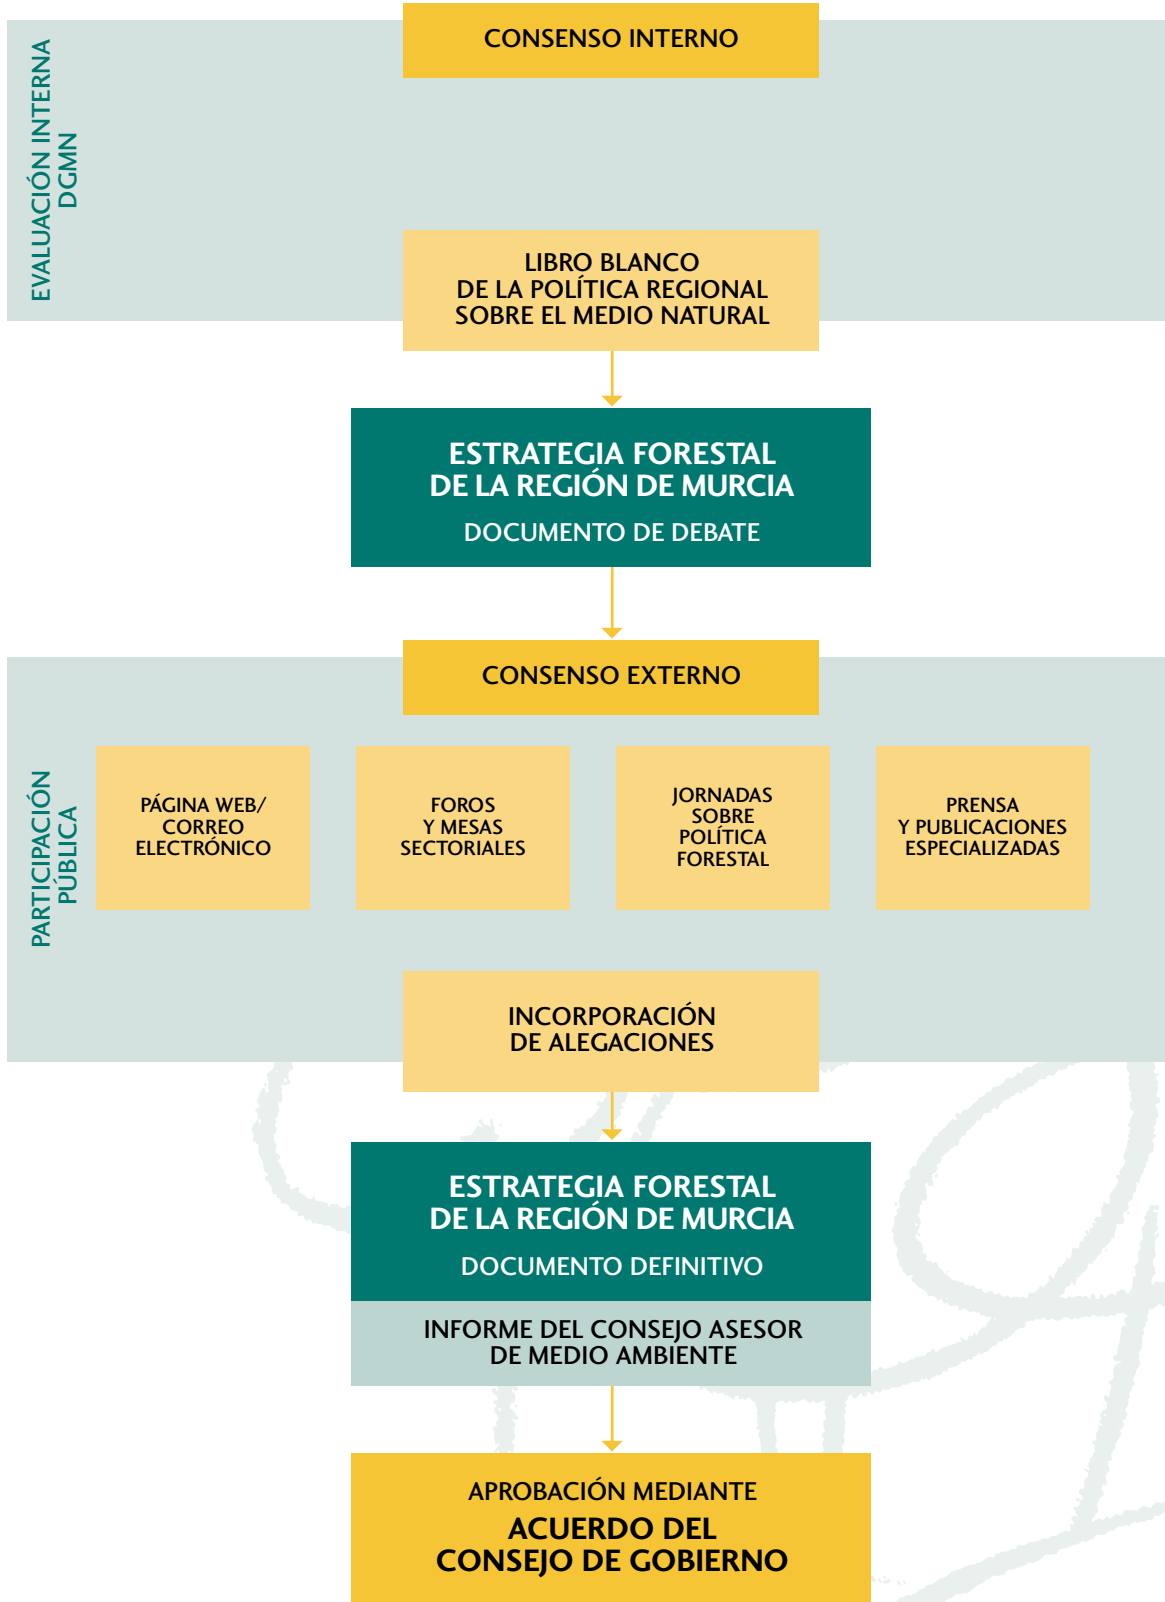 CONSENSO INTERNO
EVALUACIÓN INTERNA
DGMN
LIBRO BLANCO
DE LA POLÍTICA REGIONAL
SOBRE EL MEDIO NATURAL
ESTRATEGIA FORESTAL
DE LA REGIÓN DE MURCIA
DOCUMENTO DE DEBATE
CONSENSO EXTERNO
PARTICIPACIÓN
PÚBLICA
PÁGINA WEB/
CORREO
ELECTRÓNICO
FOROS
Y MESAS
SECTORIALES
JORNADAS
SOBRE
POLÍTICA
FORESTAL
PRENSA
Y PUBLICACIONES
ESPECIALIZADAS
INCORPORACIÓN
DE ALEGACIONES
ESTRATEGIA FORESTAL
DE LA REGIÓN DE MURCIA
DOCUMENTO DEFINITIVO
INFORME DEL CONSEJO ASESOR
DE MEDIO AMBIENTE
APROBACIÓN MEDIANTE
ACUERDO DEL
CONSEJO DE GOBIERNO